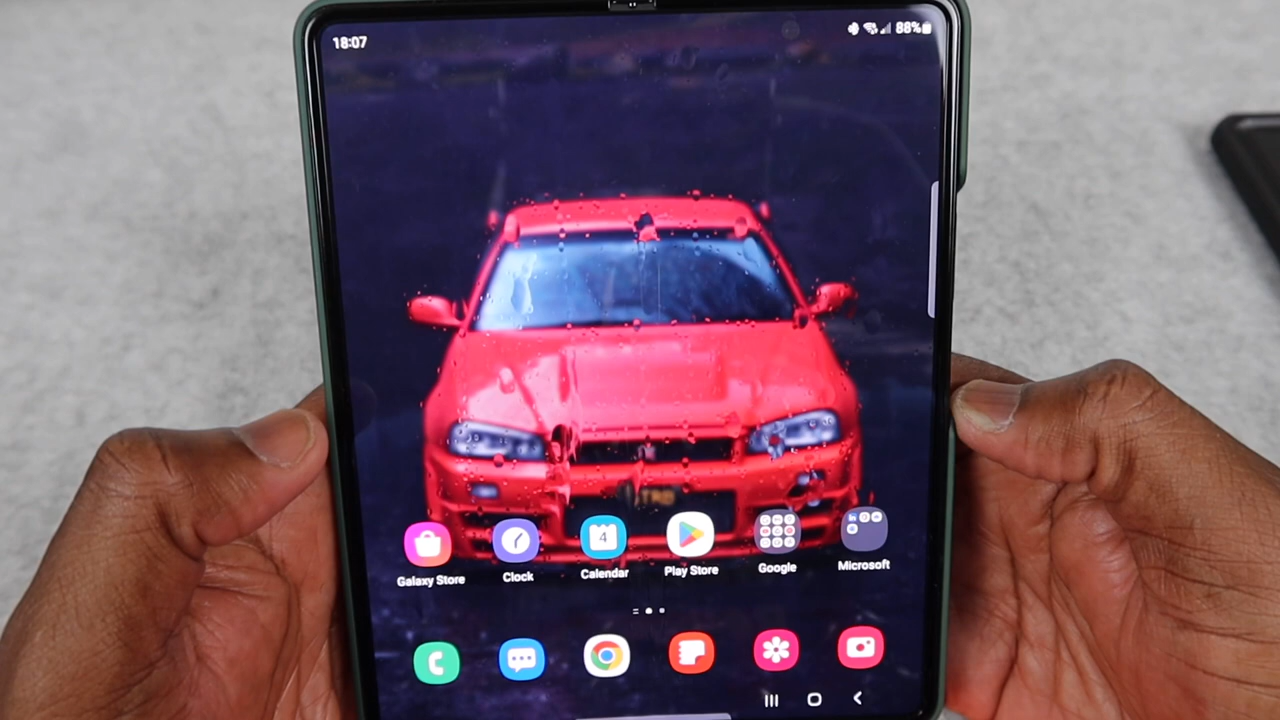 18:07
88%
Galaxy Store
Clock
4
Calendar
Play Store
Google
Microsoft